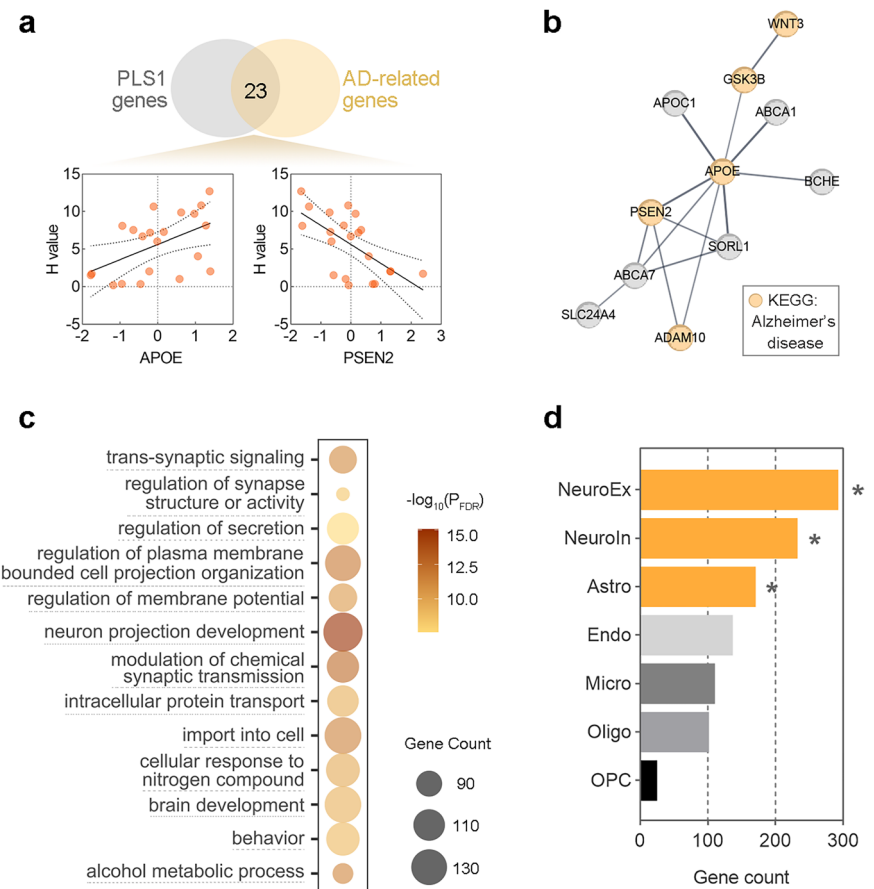 a
PLS1
genes
23
AD-related
genes
15
10
5
0
-5
H value
-2
-1
0
1
2
APOE
15
10
5
0
-5
H value
-2
-1
0
1
2
3
PSEN2
b
WNT3
GSK3B
APOC1
ABCA1
APOE
BCHE
PSEN2
SORL1
ABCA7
SLC24A4
ADAM10
KEGG:
Alzheimer's
disease
c
trans-synaptic signaling
regulation of synapse
structure or activity
regulation of secretion
regulation of plasma membrane
bounded cell projection organization
regulation of membrane potential
neuron projection development
modulation of chemical
synaptic transmission
intracellular protein transport
import into cell
cellular response to
nitrogen compound
brain development
behavior
alcohol metabolic process
-log10(PFDR)
15.0
12.5
10.0
Gene Count
90
110
130
d
NeuroEx
*
NeuroIn
*
Astro
*
Endo
Micro
Oligo
OPC
0
100
200
300
Gene count